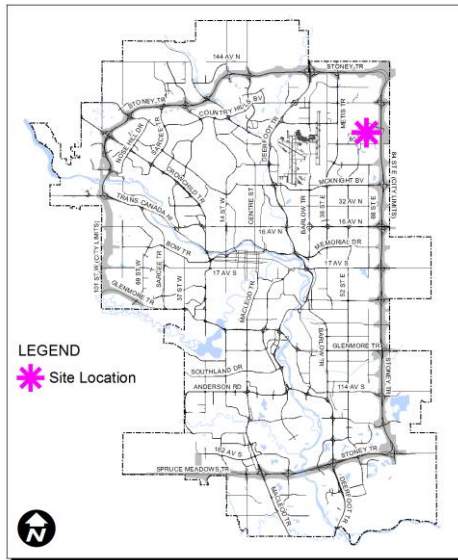 144 AV N
STONEY TR
STONEY TR
COUNTRY HILLS BV
METIS TR
DEERFOOT TR
NOSE HILL DR
SARCEE TR
CROWCHILD TR
84 ST E (CITY LIMITS)
MCKNIGHT BV
TRANS CANADA HI
14 ST W
CENTRE ST
BARLOW TR
36 ST E
32 AV N
68 ST E
16 AV N
16 AV N
101 ST W (CITY LIMITS)
BOW TR
MEMORIAL DR
69 ST W
SARCEE TR
37 ST W
17 AV S
17 AV S
52 ST E
GLENMORE TR
MACLEOD TR
BARLOW TR
GLENMORE TR
LEGEND
Site Location
SOUTHLAND DR
ANDERSON RD
114 AV S
STONEY TR
162 AV S
STONEY TR
SPRUCE MEADOWS TR
MACLEOD TR
DEERFOOT TR
N